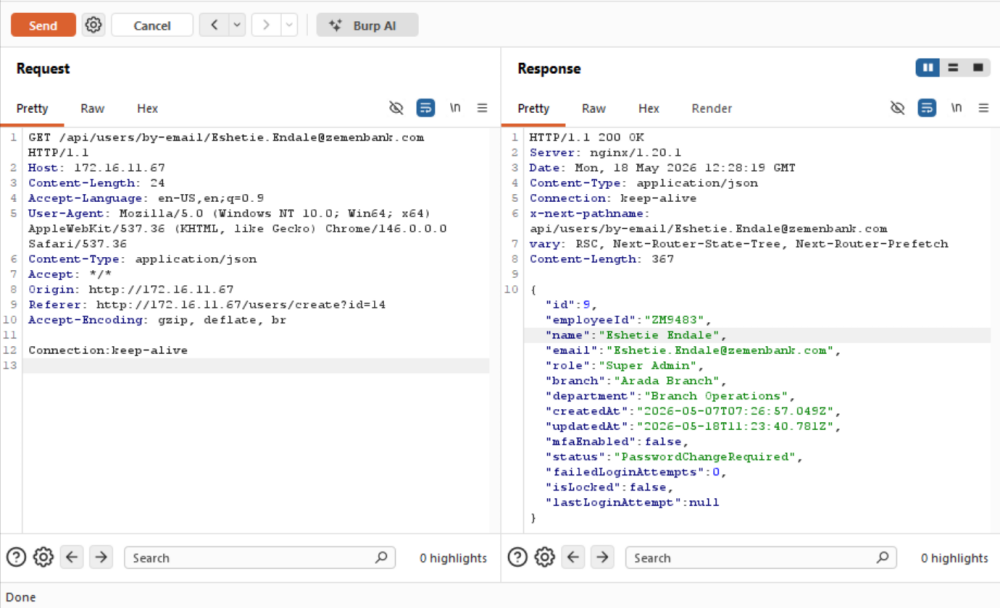 Send
Cancel
Burp AI
Request
Pretty Raw Hex
\n
1 GET /api/users/by-email/Eshetie.Endale@zemenbank.com
HTTP/1.1
2 Host: 172.16.11.67
3 Content-Length: 24
4 Accept-Language: en-US,en;q=0.9
5 User-Agent: Mozilla/5.0 (Windows NT 10.0; Win64; x64)
AppleWebKit/537.36 (KHTML, like Gecko) Chrome/146.0.0.0
Safari/537.36
6 Content-Type: application/json
7 Accept: */*
8 Origin: http://172.16.11.67
9 Referer: http://172.16.11.67/users/create?id=14
10 Accept-Encoding: gzip, deflate, br
11
12 Connection:keep-alive
13
Search
0 highlights
Response
Pretty Raw Hex Render
\n
1 HTTP/1.1 200 OK
2 Server: nginx/1.20.1
3 Date: Mon, 18 May 2026 12:28:19 GMT
4 Content-Type: application/json
5 Connection: keep-alive
6 x-next-pathname:
api/users/by-email/Eshetie.Endale@zemenbank.com
7 vary: RSC, Next-Router-State-Tree, Next-Router-Prefetch
8 Content-Length: 367
9
10 {
"id":9,
"employeeId":"ZM9483",
"name":"Eshetie Endale",
"email":"Eshetie.Endale@zemenbank.com",
"role":"Super Admin",
"branch":"Arada Branch",
"department":"Branch Operations",
"createdAt":"2026-05-07T07:26:57.049Z",
"updatedAt":"2026-05-18T11:23:40.781Z",
"mfaEnabled":false,
"status":"PasswordChangeRequired",
"failedLoginAttempts":0,
"isLocked":false,
"lastLoginAttempt":null
}
Search
0 highlights
Done